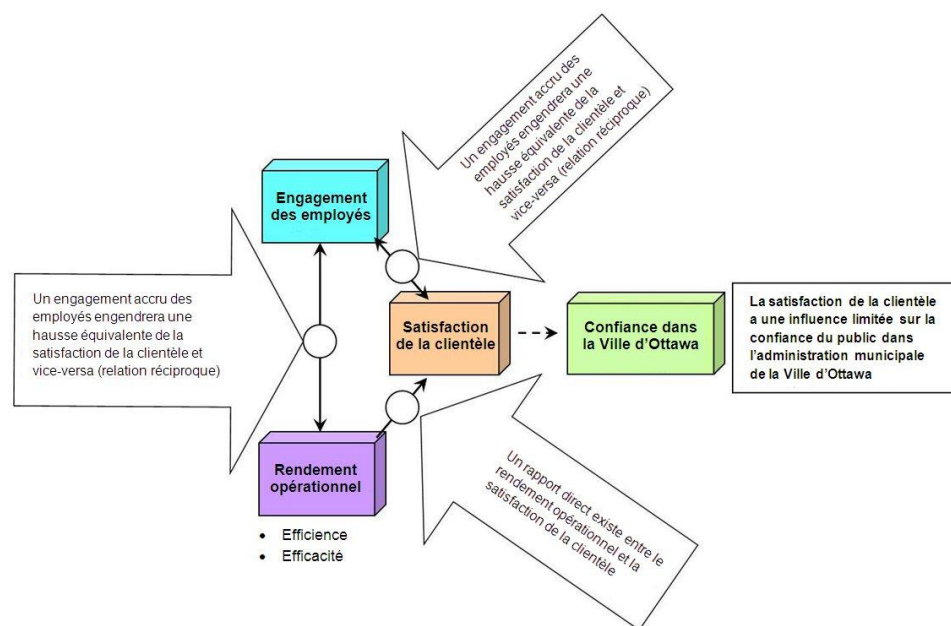 Un engagement accru des
employés engendrera une
hausse équivalente de la
satisfaction de la clientèle et
vice-versa (relation réciproque)
Engagement
des employés
Un engagement accru des
employés engendrera une
hausse équivalente de la
satisfaction de la clientèle et
vice-versa (relation réciproque)
Satisfaction
de la clientèle
Confiance dans
la Ville d’Ottawa
La satisfaction de la clientèle
a une influence limitée sur la
confiance du public dans
l’administration municipale
de la Ville d’Ottawa
Rendement
opérationnel
• Efficience
• Efficacité
Un rapport direct existe entre le
rendement opérationnel et la
satisfaction de la clientèle